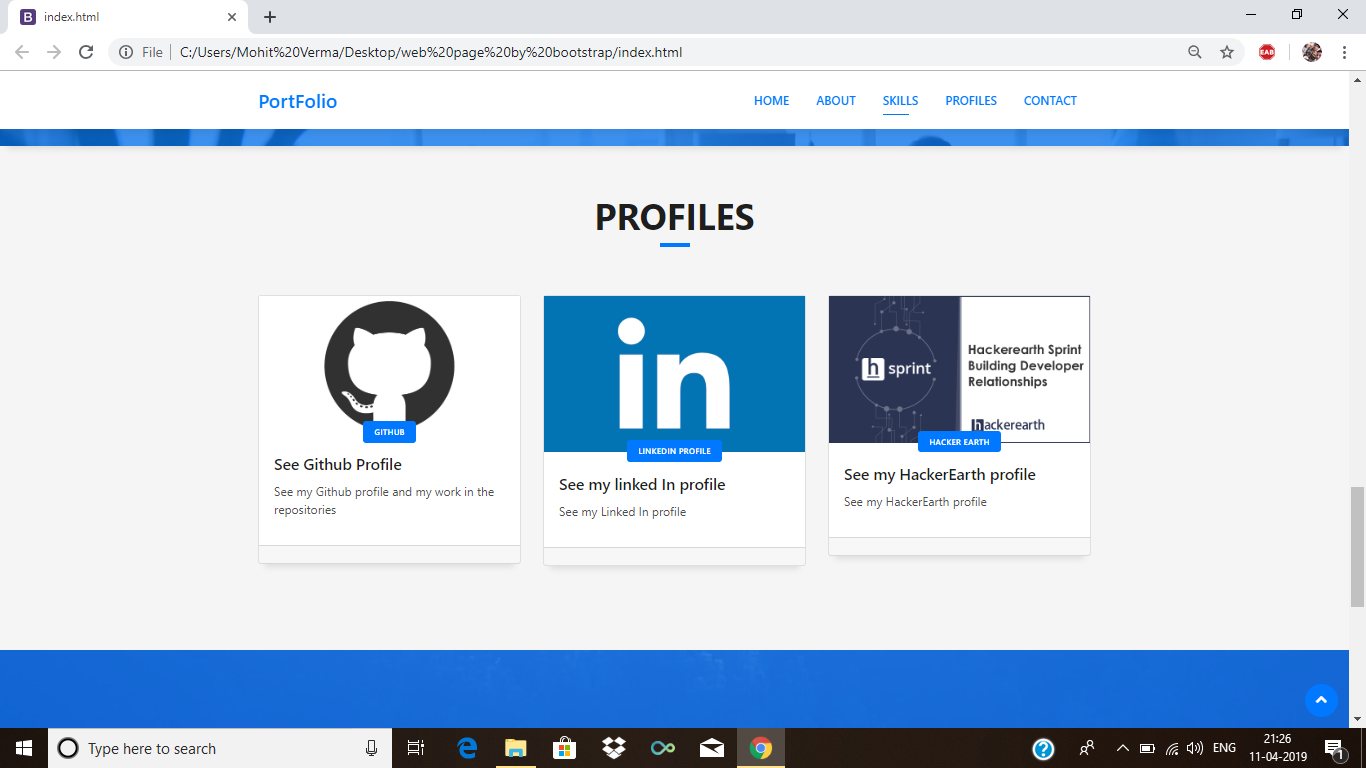 index.html
File
C:/Users/Mohit%20Verma/Desktop/web%20page%20by%20bootstrap/index.html
EAB
PortFolio
HOME
ABOUT
SKILLS
PROFILES
CONTACT
PROFILES
GITHUB
See Github Profile
See my Github profile and my work in the
repositories
in
LINKEDIN PROFILE
See my linked In profile
See my Linked In profile
h sprint
Hackerearth Sprint
Building Developer
Relationships
hackerearth
HACKER EARTH
See my HackerEarth profile
See my HackerEarth profile
Type here to search
ENG
21:26
11-04-2019
1